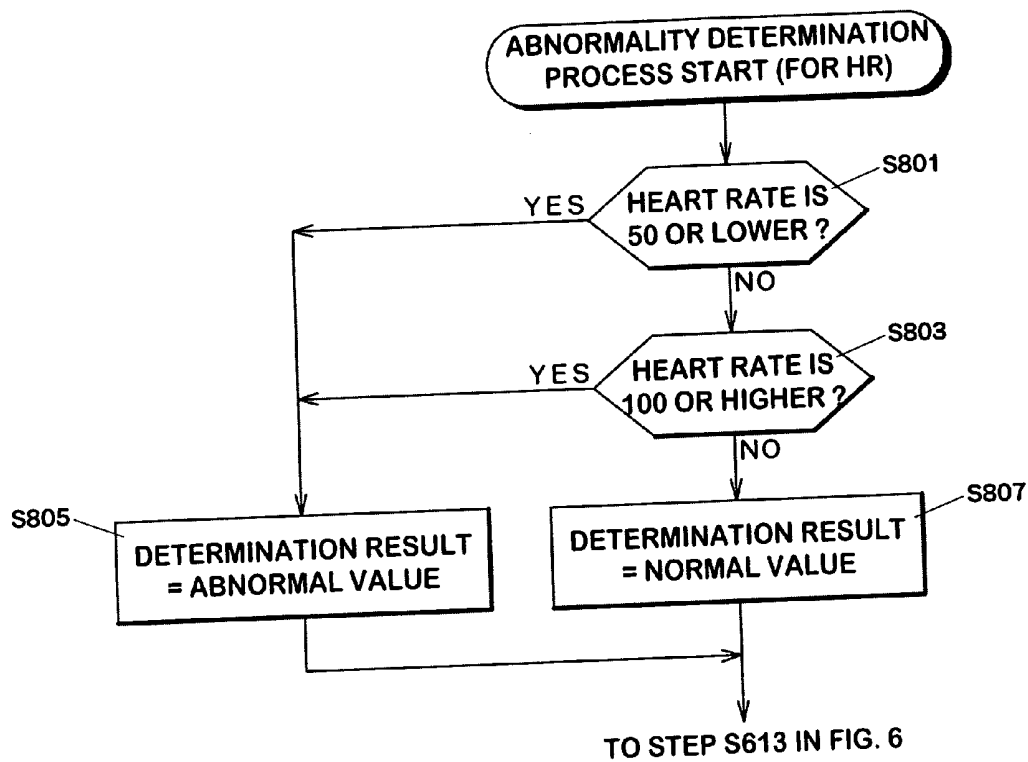 ABNORMALITY DETERMINATION
PROCESS START (FOR HR)
S801
HEART RATE IS
50 OR LOWER ?
YES
NO
S803
HEART RATE IS
100 OR HIGHER ?
YES
NO
S805
DETERMINATION RESULT
= ABNORMAL VALUE
S807
DETERMINATION RESULT
= NORMAL VALUE
TO STEP S613 IN FIG. 6